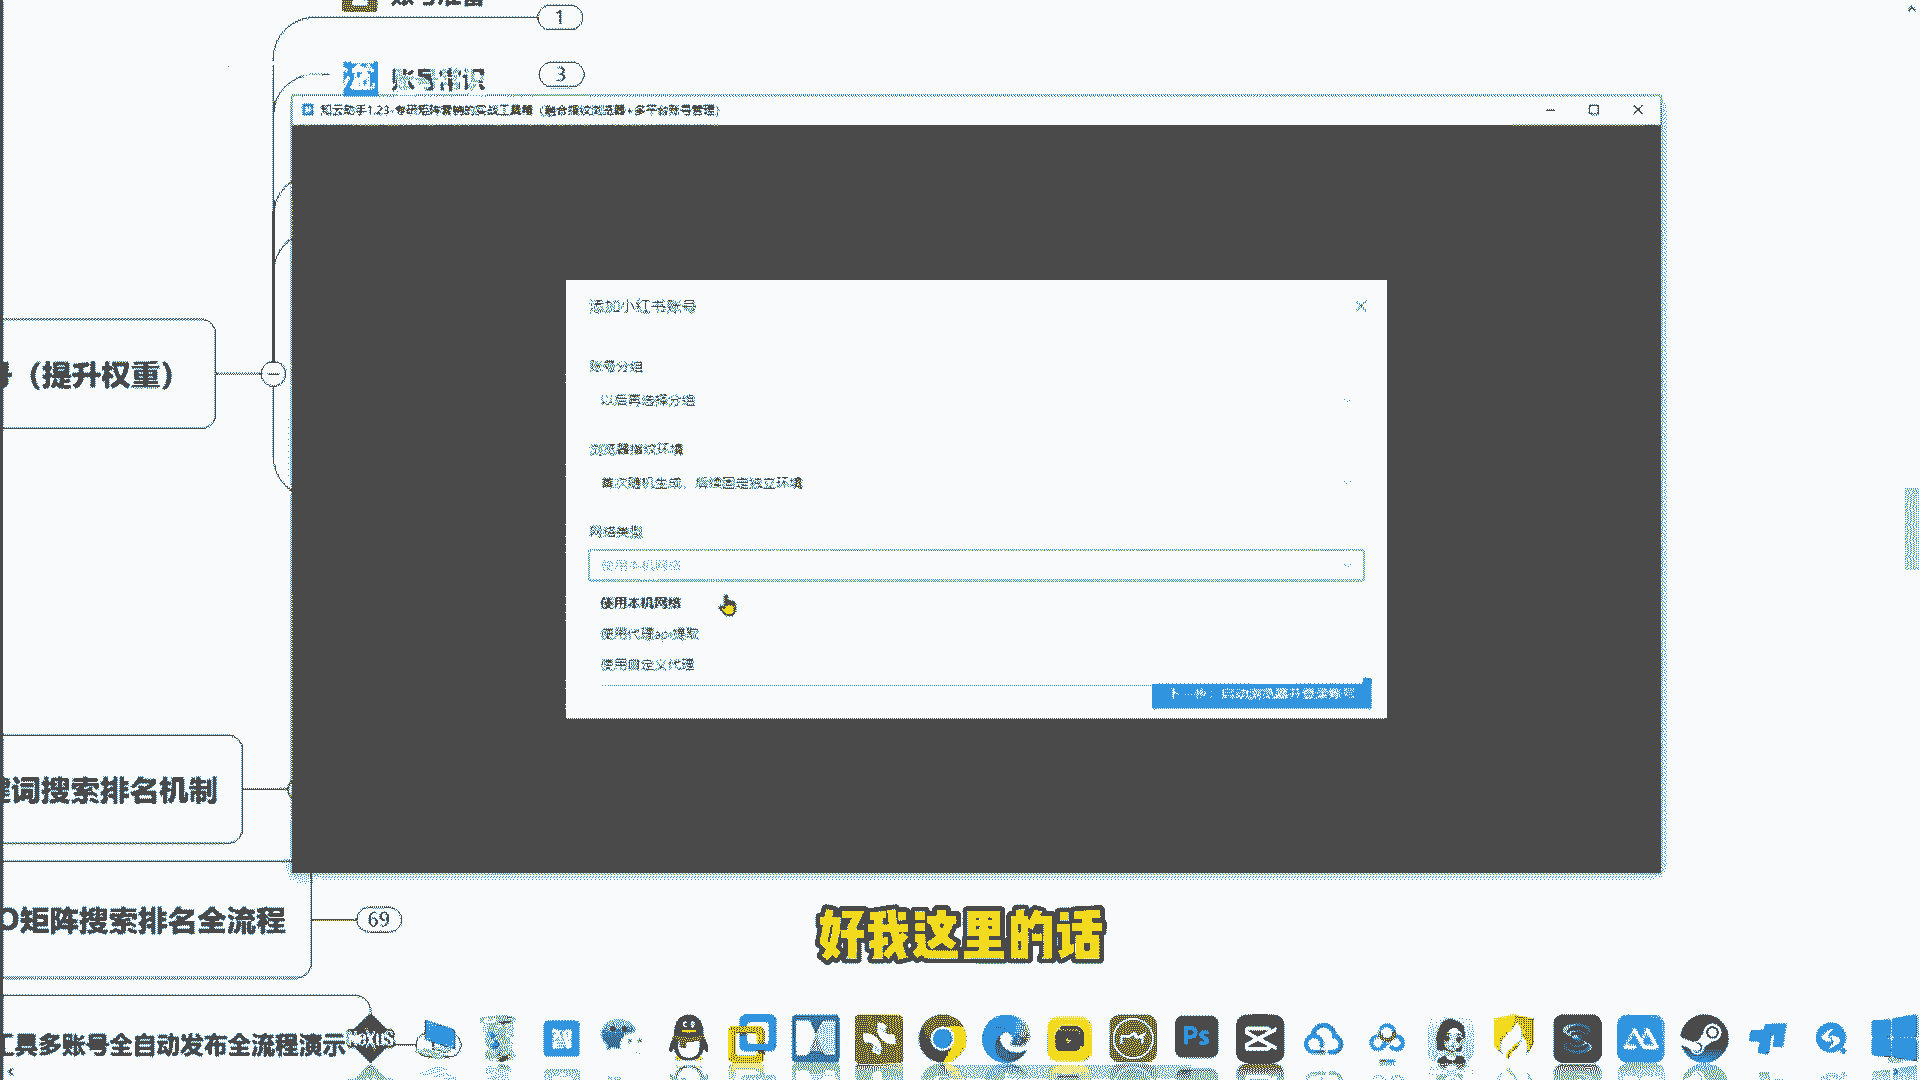 账号准备
1
账号常识
3
知云助手1.23-专研矩阵营销的实战工具箱（融合指纹浏览器+多平台账号管理）
添加小红书账号
账号分组
以后再选择分组
浏览器指纹环境
首次随机生成，后续固定独立环境
网络类型
使用本机网络
使用本机网络
使用代理api提取
使用自定义代理
下一步：启动浏览器并登录账号
（提升权重）
词搜索排名机制
O矩阵搜索排名全流程
69
好我这里的话
工具多账号全自动发布全流程演示
NeXuS
Ps